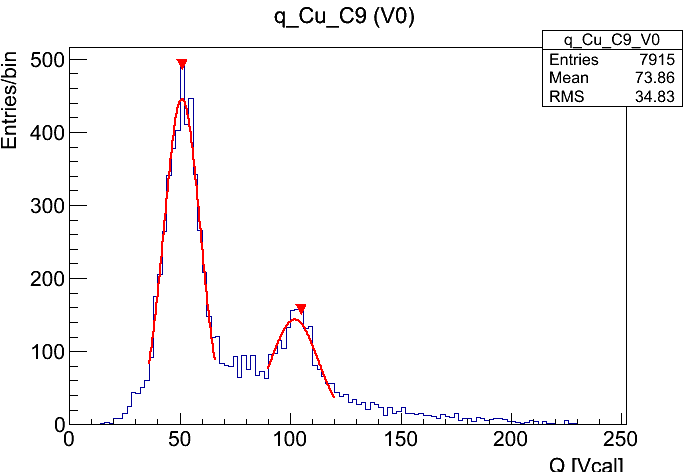 q_Cu_C9 (V0)
q_Cu_C9_V0
Entries 7915
Mean 73.86
RMS 34.83
Entries/bin
500
400
300
200
100
0
0 50 100 150 200 250
Q [Vcal]